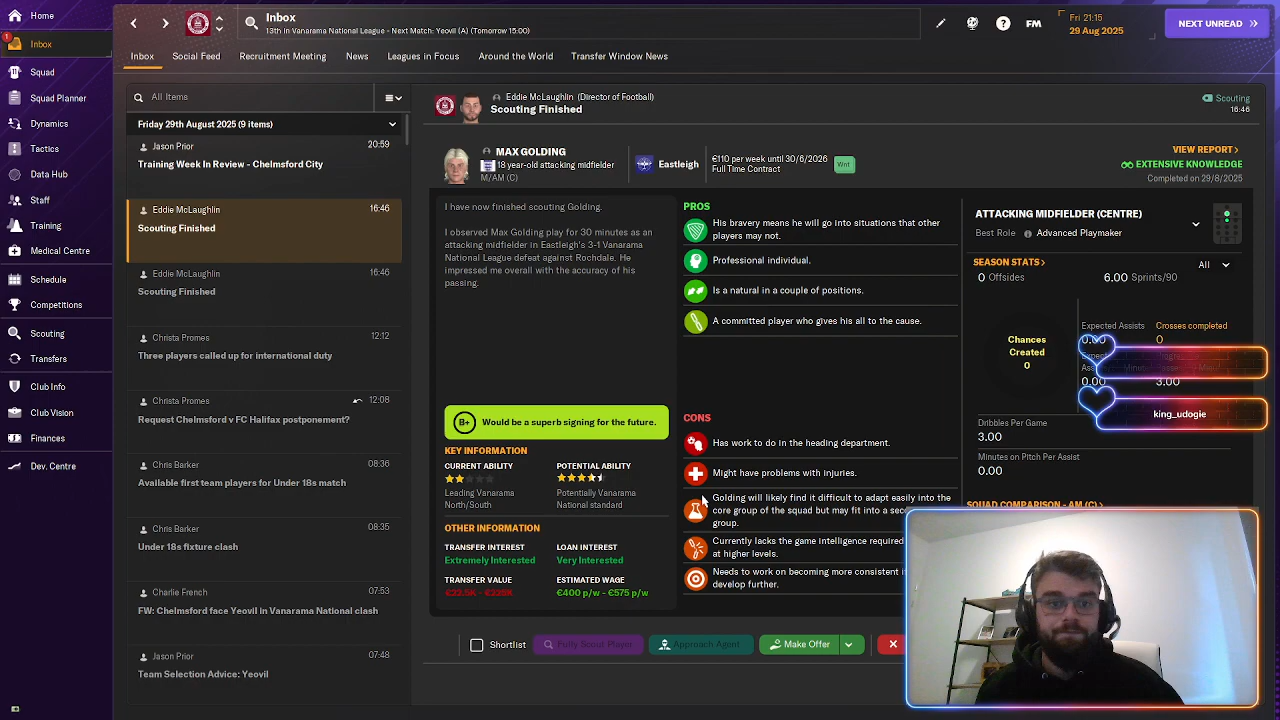 Home
Inbox
Squad
Squad Planner
Dynamics
Tactics
Data Hub
Staff
Training
Medical Centre
Schedule
Competitions
Scouting
Transfers
Club Info
Club Vision
Finances
Dev. Centre
1
Inbox
13th in Vanarama National League - Next Match: Yeovil (A) (Tomorrow 15:00)
FM
Fri 21:15
29 Aug 2025
NEXT UNREAD
Inbox
Social Feed
Recruitment Meeting
News
Leagues in Focus
Around the World
Transfer Window News
All Items
Friday 29th August 2025 (9 items)
Jason Prior
20:59
Training Week In Review - Chelmsford City
Eddie McLaughlin
16:46
Scouting Finished
Eddie McLaughlin
16:46
Scouting Finished
Christa Promes
12:12
Three players called up for international duty
Christa Promes
12:08
Request Chelmsford v FC Halifax postponement?
Chris Barker
08:36
Available first team players for Under 18s match
Chris Barker
08:35
Under 18s fixture clash
Charlie French
07:53
FW: Chelmsford face Yeovil in Vanarama National clash
Jason Prior
07:48
Team Selection Advice: Yeovil
Eddie McLaughlin (Director of Football)
Scouting Finished
Scouting
16:46
MAX GOLDING
18 year-old attacking midfielder
M/AM (C)
Eastleigh
€110 per week until 30/6/2026
Full Time Contract
Wnt
VIEW REPORT >
EXTENSIVE KNOWLEDGE
Completed on 29/8/2025
I have now finished scouting Golding.
I observed Max Golding play for 30 minutes as an
attacking midfielder in Eastleigh's 3-1 Vanarama
National League defeat against Rochdale. He
impressed me overall with the accuracy of his
passing.
B+
Would be a superb signing for the future.
KEY INFORMATION
CURRENT ABILITY
POTENTIAL ABILITY
Leading Vanarama
North/South
Potentially Vanarama
National standard
OTHER INFORMATION
TRANSFER INTEREST
LOAN INTEREST
Extremely Interested
Very Interested
TRANSFER VALUE
ESTIMATED WAGE
€400 p/w - €575 p/w
PROS
His bravery means he will go into situations that other
players may not.
Professional individual.
Is a natural in a couple of positions.
A committed player who gives his all to the cause.
CONS
Has work to do in the heading department.
Might have problems with injuries.
Golding will likely find it difficult to adapt easily into the
core group of the squad but may fit into a
group.
Currently lacks the game intelligence required
at higher levels.
Needs to work on becoming more consistent
develop further.
ATTACKING MIDFIELDER (CENTRE)
Best Role
Advanced Playmaker
SEASON STATS >
All
0 Offsides
6.00 Sprints/90
Chances
Created
0
Expected Assists
Crosses completed
0
0.00
3.00
Dribbles Per Game
3.00
Minutes on Pitch Per Assist
0.00
king_udogie
SQUAD COMPARISON - AM (C) >
Shortlist
Fully Scout Player
Approach Agent
Make Offer